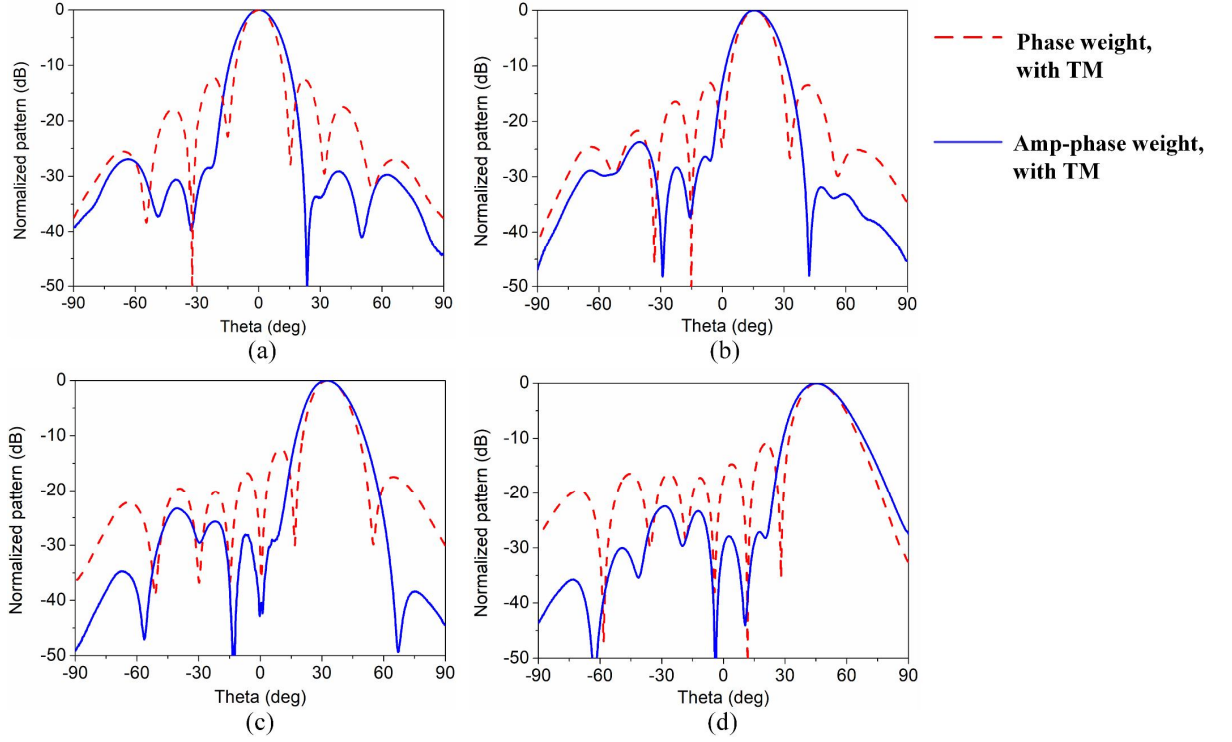 0
-10
-20
-30
-40
-50
Normalized pattern (dB)
-90 -60 -30 0 30 60 90
Theta (deg)
(a)
0
-10
-20
-30
-40
-50
Normalized pattern (dB)
-90 -60 -30 0 30 60 90
Theta (deg)
(b)
Phase weight,
with TM
Amp-phase weight,
with TM
0
-10
-20
-30
-40
-50
Normalized pattern (dB)
-90 -60 -30 0 30 60 90
Theta (deg)
(c)
0
-10
-20
-30
-40
-50
Normalized pattern (dB)
-90 -60 -30 0 30 60 90
Theta (deg)
(d)